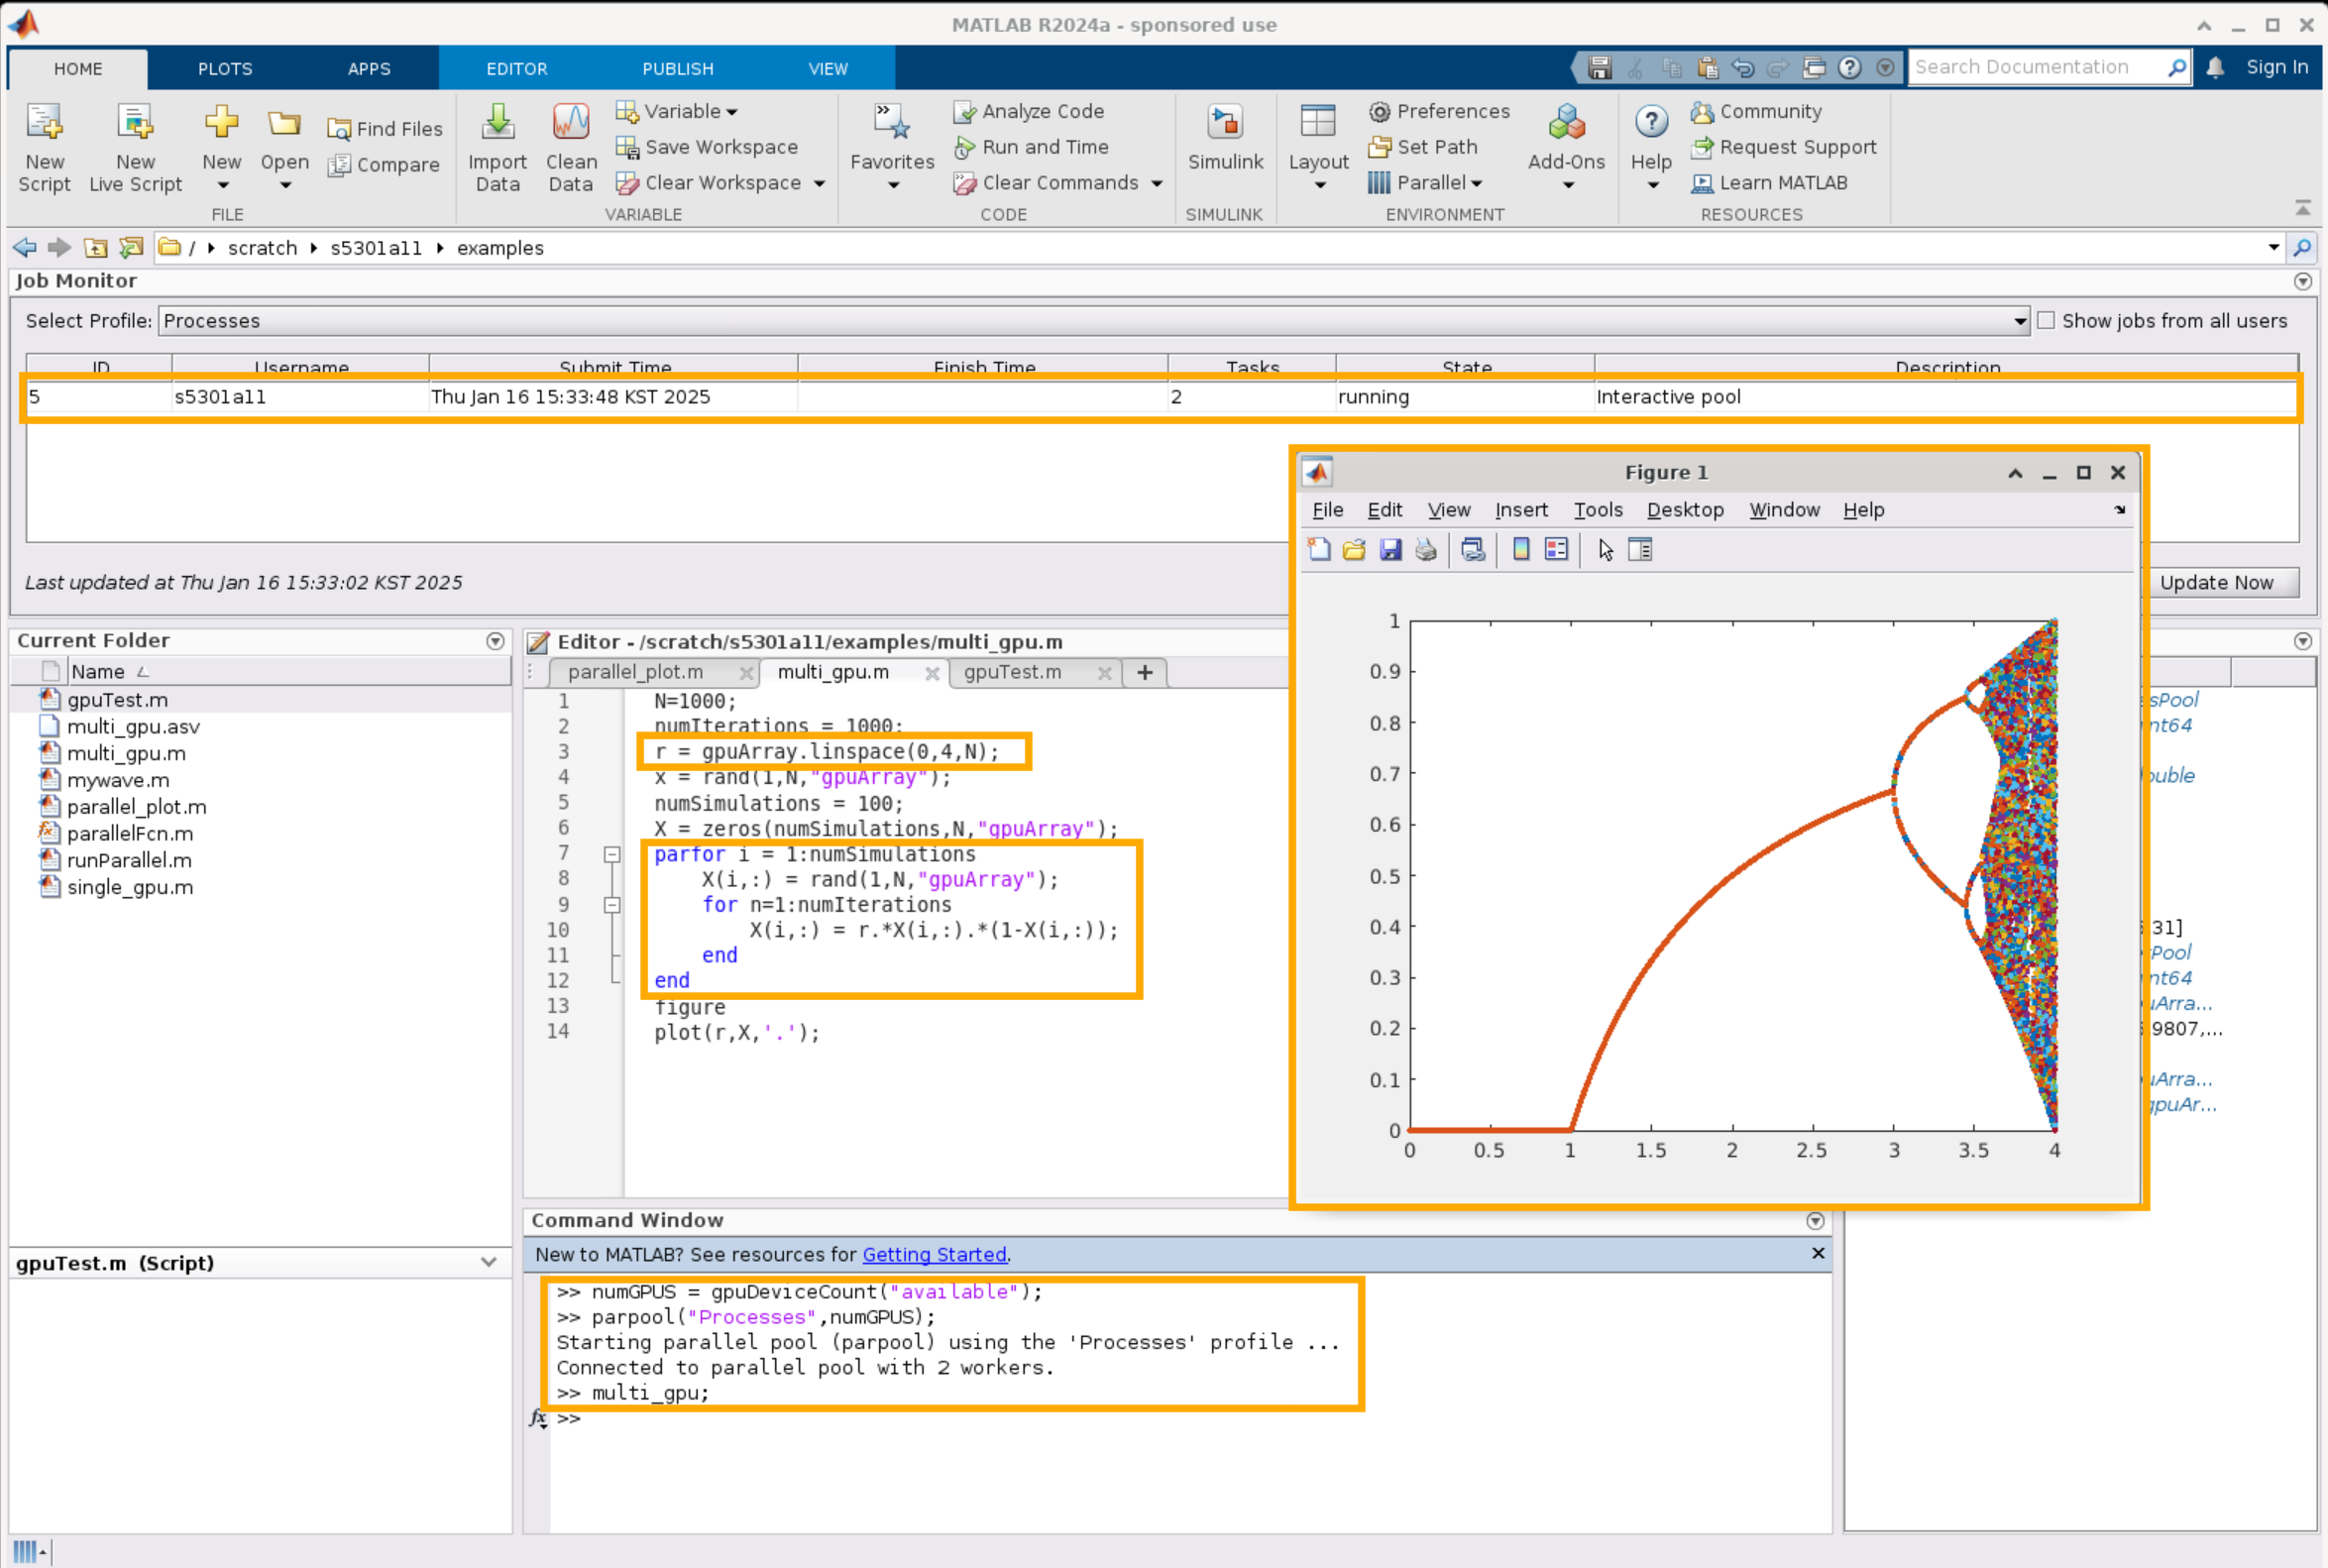 MATLAB R2024a - sponsored use
HOME PLOTS APPS EDITOR PUBLISH VIEW Search Documentation Sign In
New Script
New Live Script
New
Open
Find Files
Compare
FILE
Import Data
Clean Data
Variable
Save Workspace
Clear Workspace
VARIABLE
Favorites
Analyze Code
Run and Time
Clear Commands
CODE
Simulink
SIMULINK
Layout
Preferences
Set Path
Parallel
Add-Ons
ENVIRONMENT
Help
Community
Request Support
Learn MATLAB
RESOURCES
/ scratch s5301a11 examples
Job Monitor
Select Profile: Processes Show jobs from all users
ID Username Submit Time Finish Time Tasks State Description
5 s5301a11 Thu Jan 16 15:33:48 KST 2025 2 running Interactive pool
Last updated at Thu Jan 16 15:33:02 KST 2025
Update Now
Figure 1
File Edit View Insert Tools Desktop Window Help
1
0.9
0.8
0.7
0.6
0.5
0.4
0.3
0.2
0.1
0
0 0.5 1 1.5 2 2.5 3 3.5 4
Current Folder
Name
gpuTest.m
multi_gpu.asv
multi_gpu.m
mywave.m
parallel_plot.m
parallelFcn.m
runParallel.m
single_gpu.m
gpuTest.m (Script)
Editor - /scratch/s5301a11/examples/multi_gpu.m
parallel_plot.m multi_gpu.m gpuTest.m +
1 N=1000;
2 numIterations = 1000;
3 r = gpuArray.linspace(0,4,N);
4 x = rand(1,N,"gpuArray");
5 numSimulations = 100;
6 X = zeros(numSimulations,N,"gpuArray");
7 parfor i = 1:numSimulations
8 X(i,:) = rand(1,N,"gpuArray");
9 for n=1:numIterations
10 X(i,:) = r.*X(i,:).*(1-X(i,:));
11 end
12 end
13 figure
14 plot(r,X,'.');
Command Window
New to MATLAB? See resources for Getting Started.
>> numGPUS = gpuDeviceCount("available");
>> parpool("Processes",numGPUS);
Starting parallel pool (parpool) using the 'Processes' profile ...
Connected to parallel pool with 2 workers.
>> multi_gpu;
fx >>